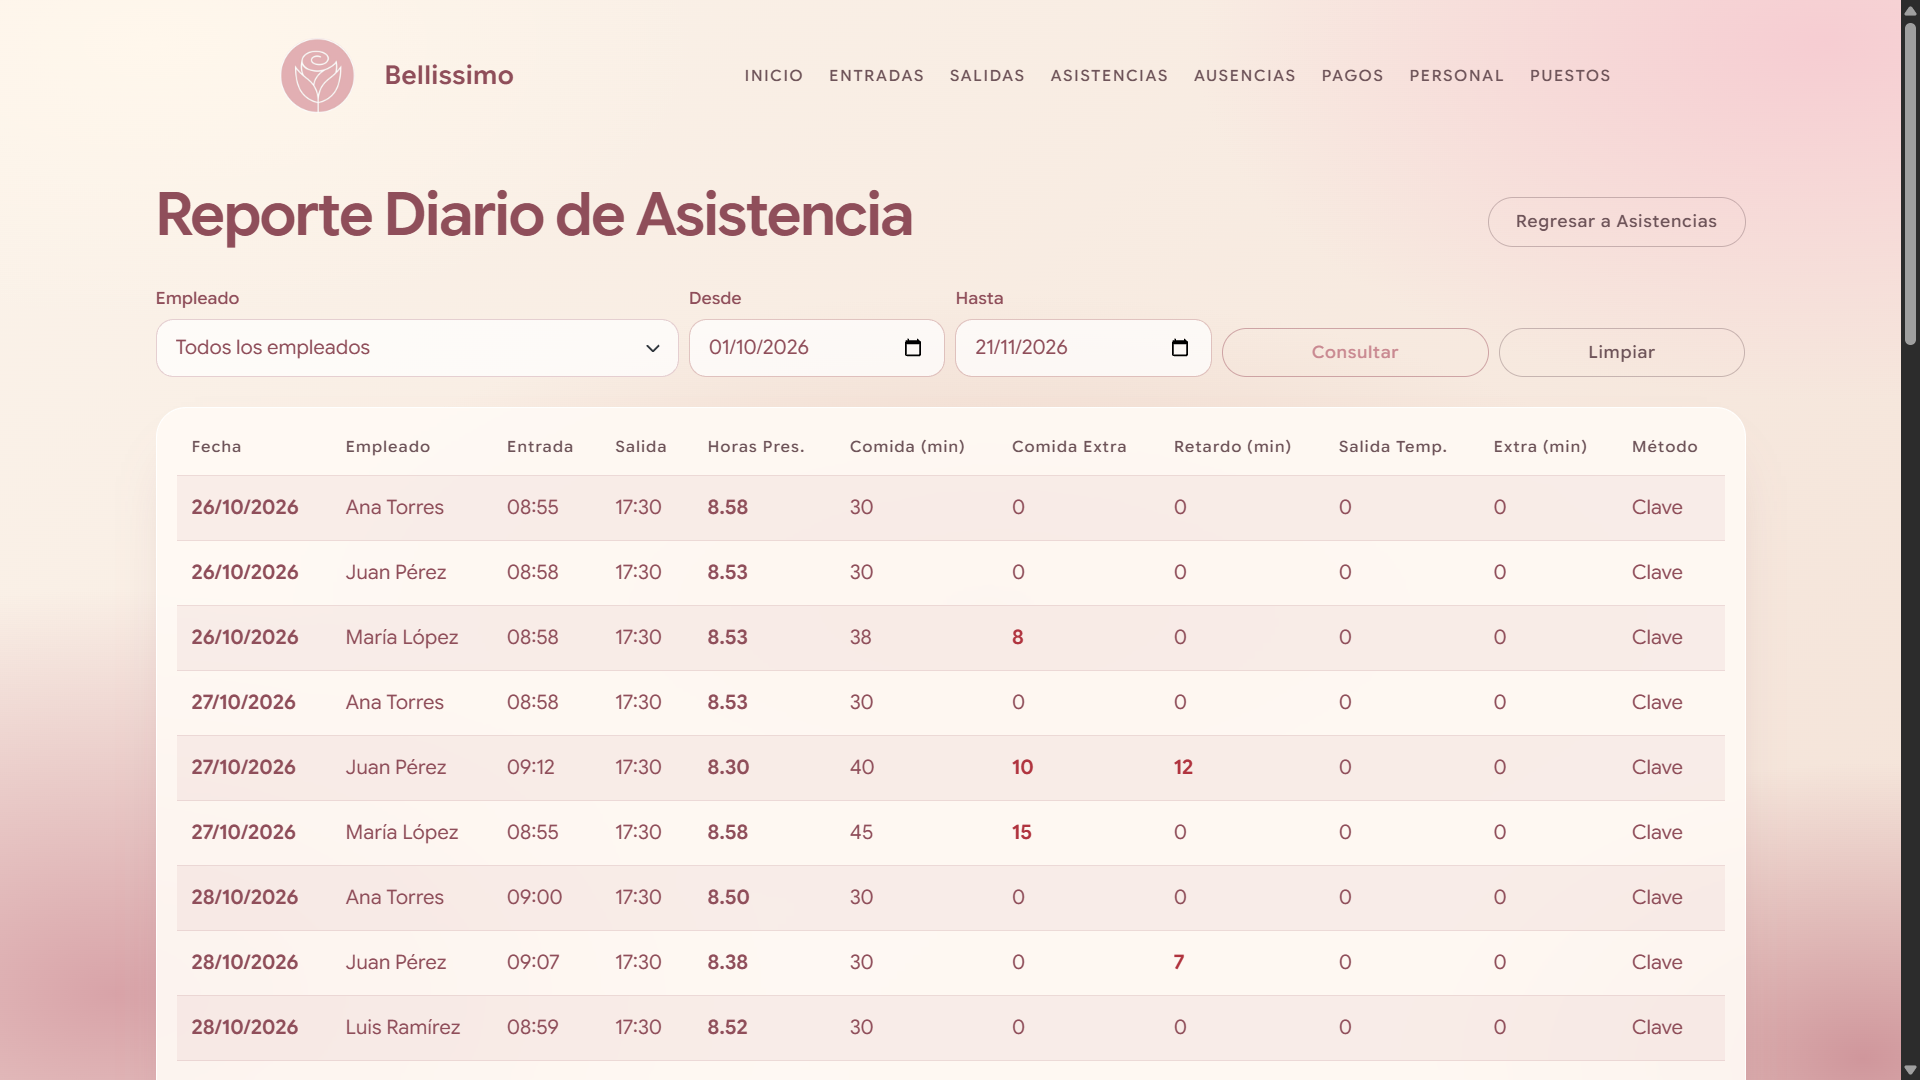 Bellissimo
INICIO ENTRADAS SALIDAS ASISTENCIAS AUSENCIAS PAGOS PERSONAL PUESTOS
Reporte Diario de Asistencia
Regresar a Asistencias
Empleado Desde Hasta
Todos los empleados 01/10/2026 21/11/2026 Consultar Limpiar
Fecha Empleado Entrada Salida Horas Pres. Comida (min) Comida Extra Retardo (min) Salida Temp. Extra (min) Método
26/10/2026 Ana Torres 08:55 17:30 8.58 30 0 0 0 0 Clave
26/10/2026 Juan Pérez 08:58 17:30 8.53 30 0 0 0 0 Clave
26/10/2026 María López 08:58 17:30 8.53 38 8 0 0 0 Clave
27/10/2026 Ana Torres 08:58 17:30 8.53 30 0 0 0 0 Clave
27/10/2026 Juan Pérez 09:12 17:30 8.30 40 10 12 0 0 Clave
27/10/2026 María López 08:55 17:30 8.58 45 15 0 0 0 Clave
28/10/2026 Ana Torres 09:00 17:30 8.50 30 0 0 0 0 Clave
28/10/2026 Juan Pérez 09:07 17:30 8.38 30 0 7 0 0 Clave
28/10/2026 Luis Ramírez 08:59 17:30 8.52 30 0 0 0 0 Clave